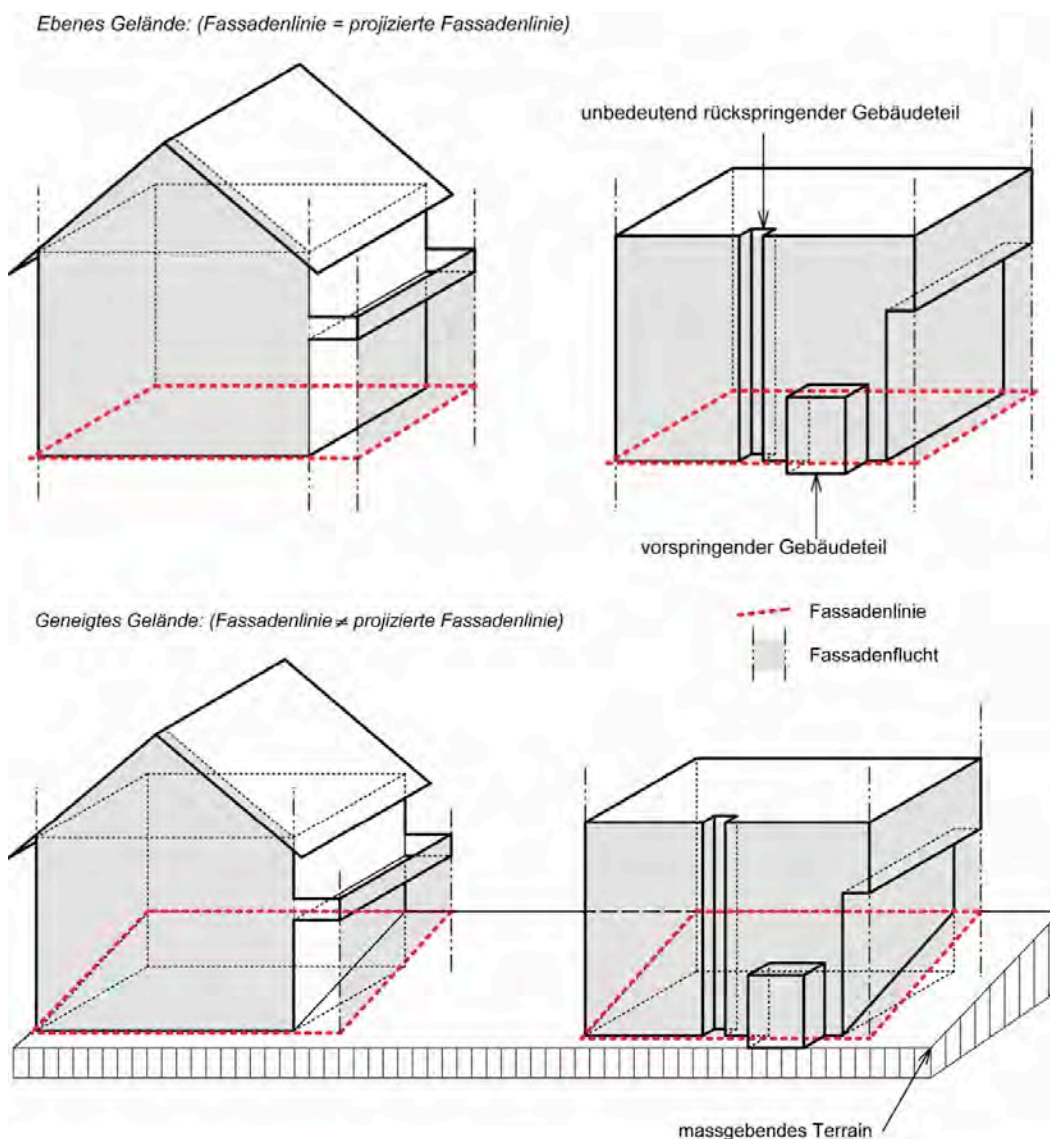 Ebenes Gelände: (Fassadenlinie = projizierte Fassadenlinie)
unbedeutend rückspringender Gebäudeteil
vorspringender Gebäudeteil
Geneigtes Gelände: (Fassadenlinie ≠ projizierte Fassadenlinie)
Fassadenlinie
Fassadenflucht
massgebendes Terrain